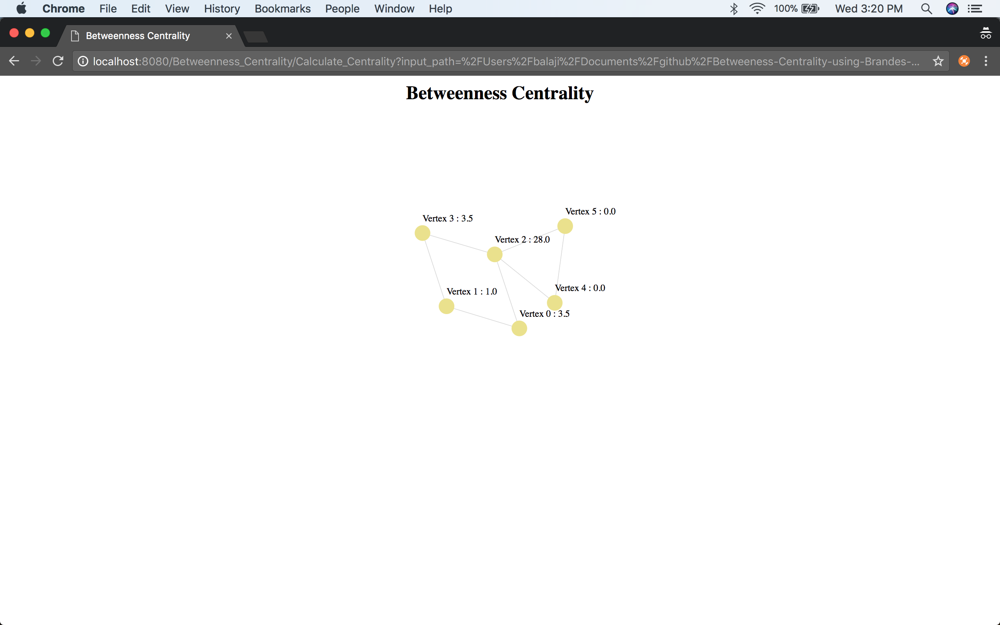 Chrome File Edit View History Bookmarks People Window Help 100% Wed 3:20 PM
Betweenness Centrality
localhost:8080/Betweenness_Centrality/Calculate_Centrality?input_path=%2FUsers%2Fbalaji%2FDocuments%2Fgithub%2FBetweeness-Centrality-using-Brandes-...
Betweenness Centrality
Vertex 5 : 0.0
Vertex 3 : 3.5
Vertex 2 : 28.0
Vertex 4 : 0.0
Vertex 1 : 1.0
Vertex 0 : 3.5